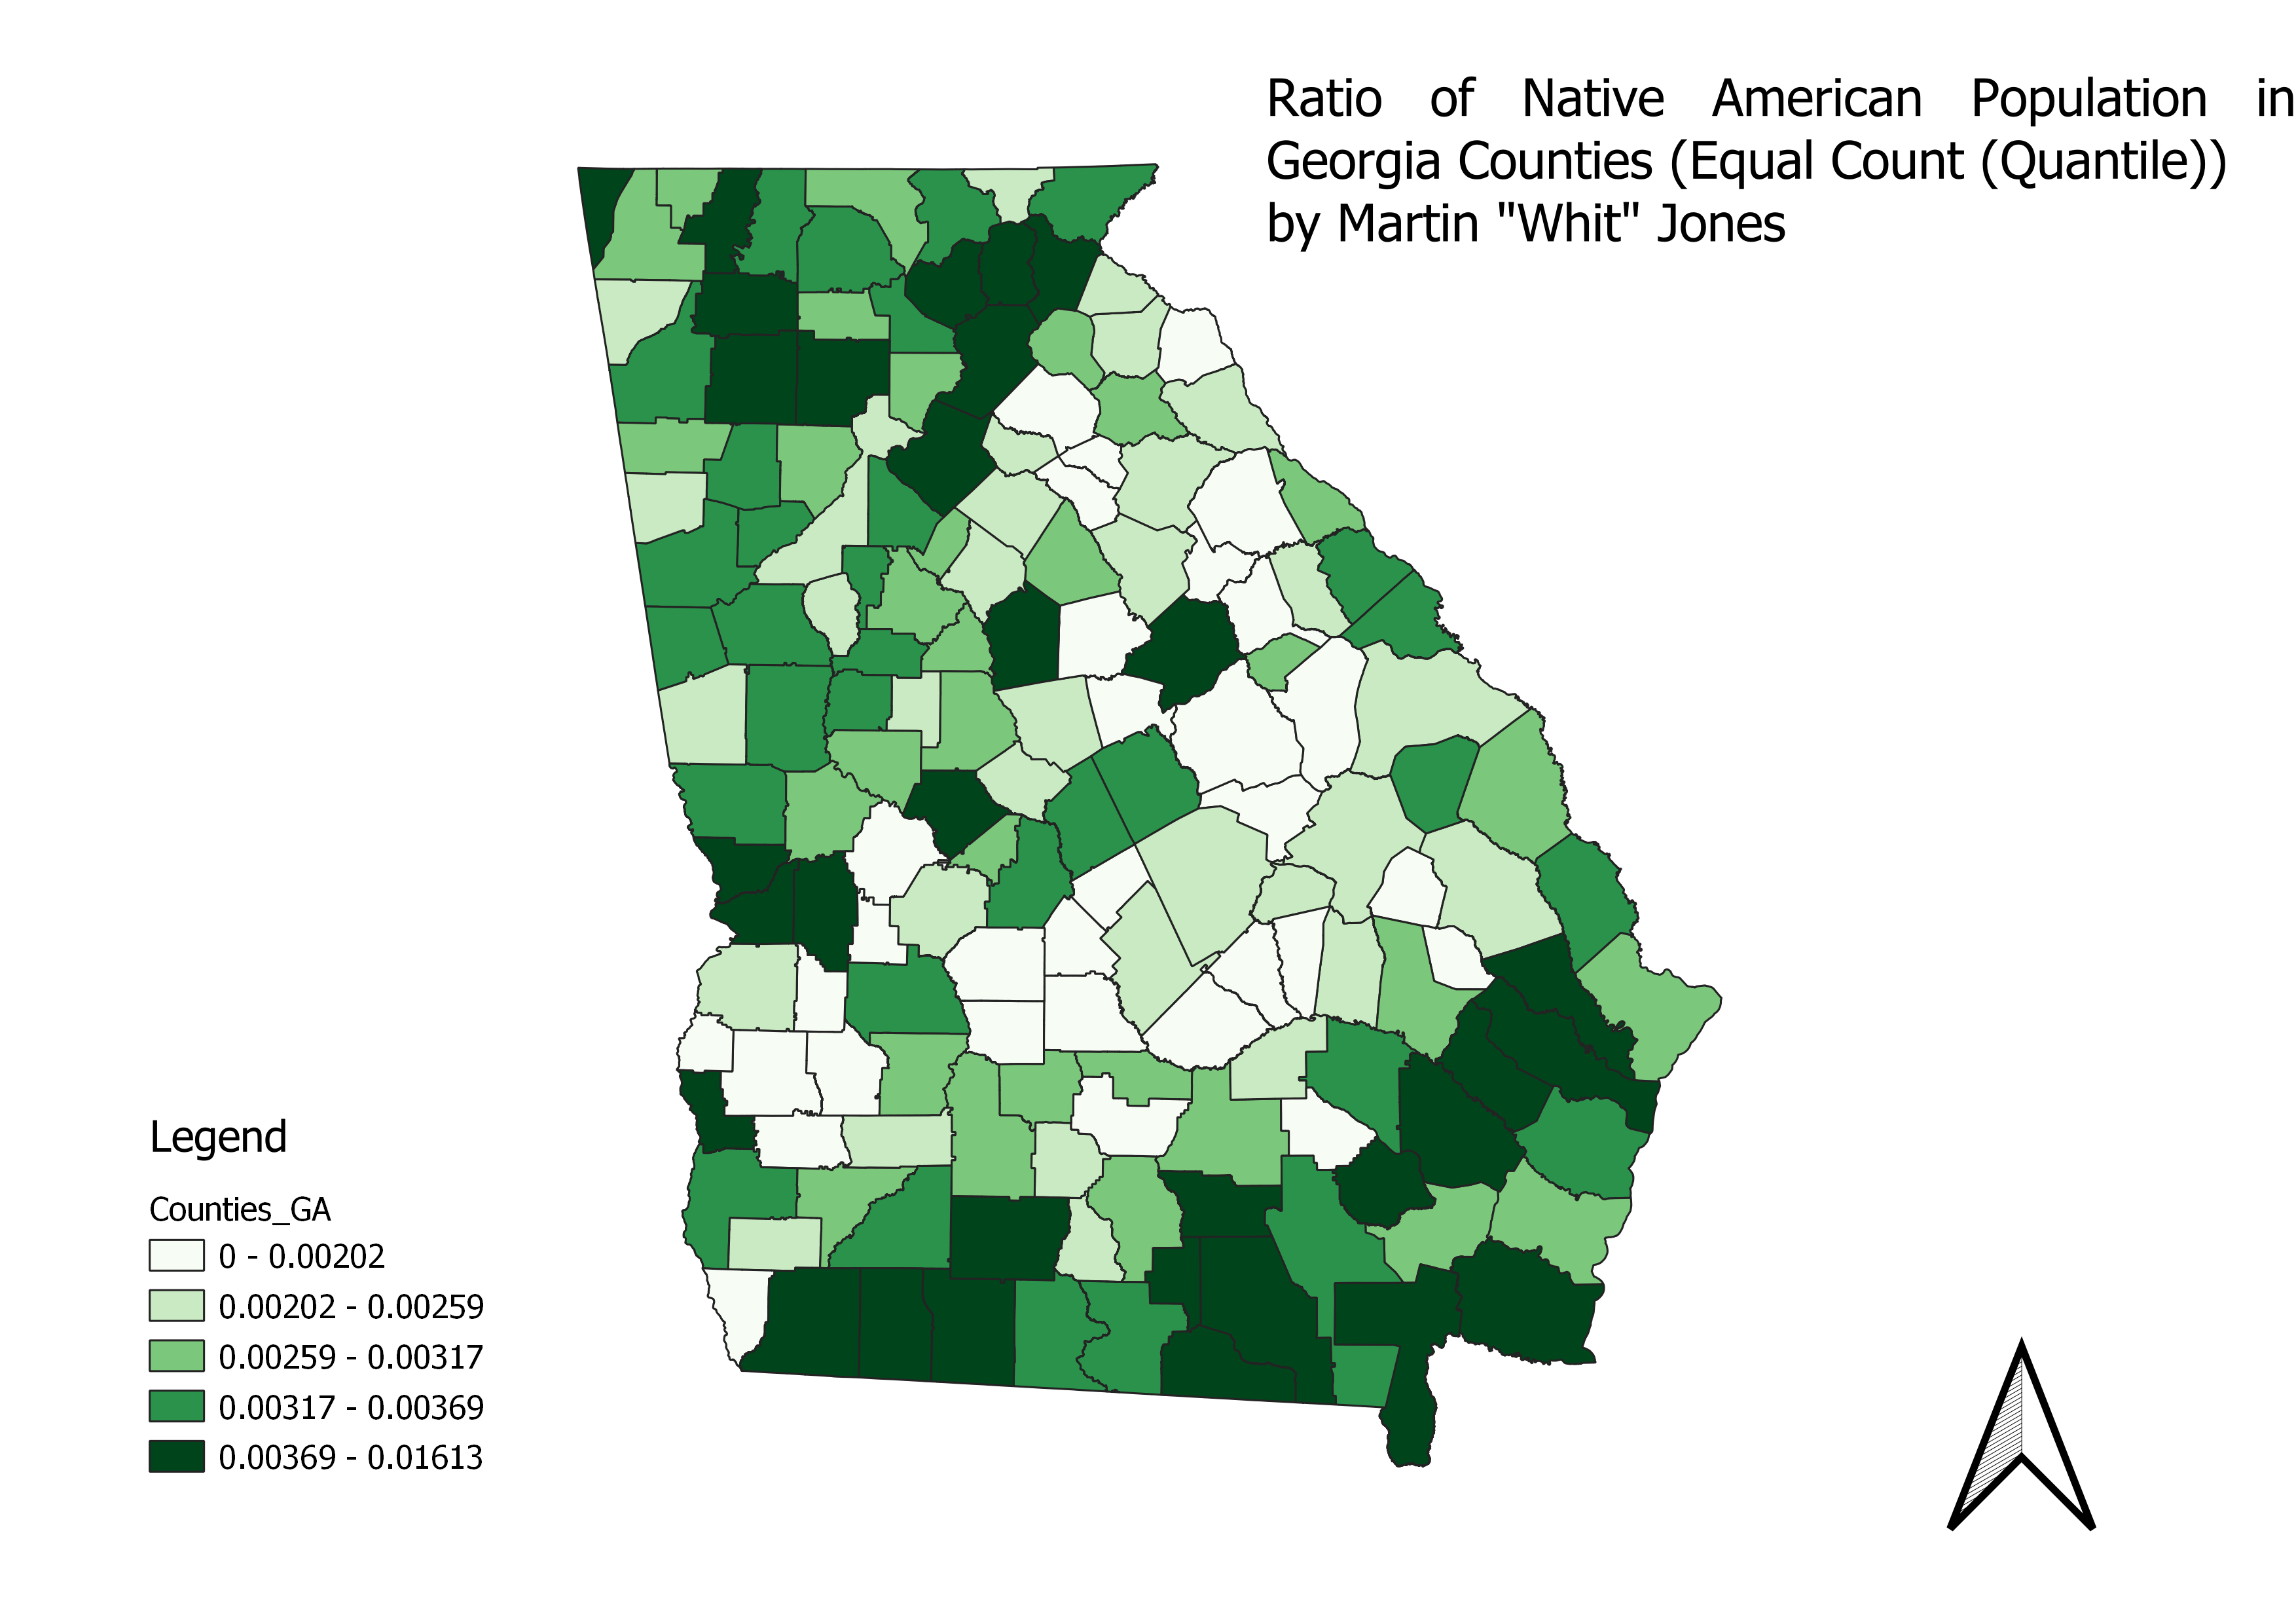 Ratio of Native American Population in
Georgia Counties (Equal Count (Quantile))
by Martin "Whit" Jones
Legend
Counties_GA
0 - 0.00202
0.00202 - 0.00259
0.00259 - 0.00317
0.00317 - 0.00369
0.00369 - 0.01613